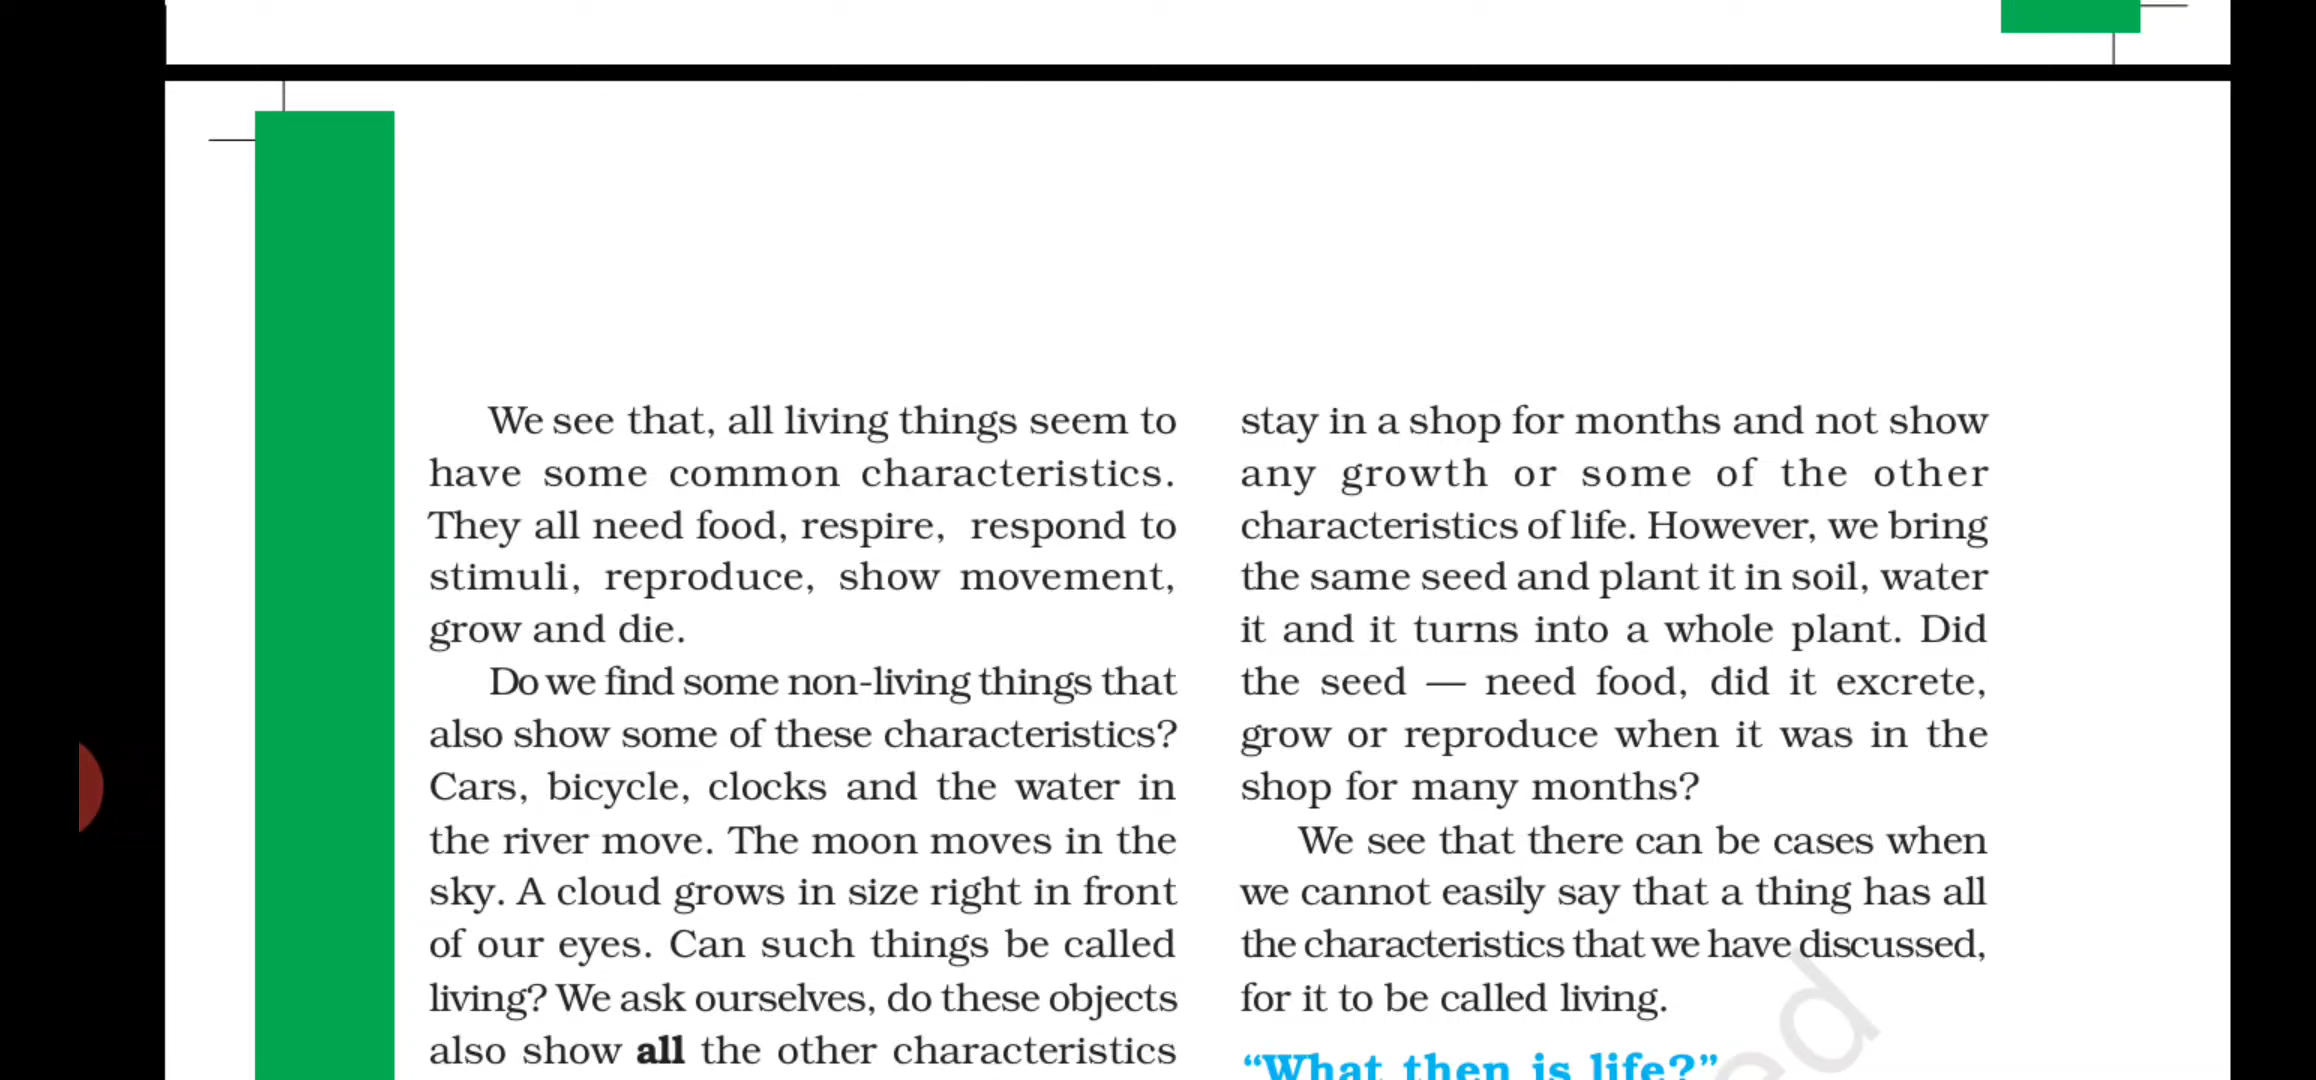 We see that, all living things seem to
have some common characteristics.
They all need food, respire, respond to
stimuli, reproduce, show movement,
grow and die.
Do we find some non-living things that
also show some of these characteristics?
Cars, bicycle, clocks and the water in
the river move. The moon moves in the
sky. A cloud grows in size right in front
of our eyes. Can such things be called
living? We ask ourselves, do these objects
also show all the other characteristics
stay in a shop for months and not show
any growth or some of the other
characteristics of life. However, we bring
the same seed and plant it in soil, water
it and it turns into a whole plant. Did
the seed — need food, did it excrete,
grow or reproduce when it was in the
shop for many months?
We see that there can be cases when
we cannot easily say that a thing has all
the characteristics that we have discussed,
for it to be called living.
“What then is life?”